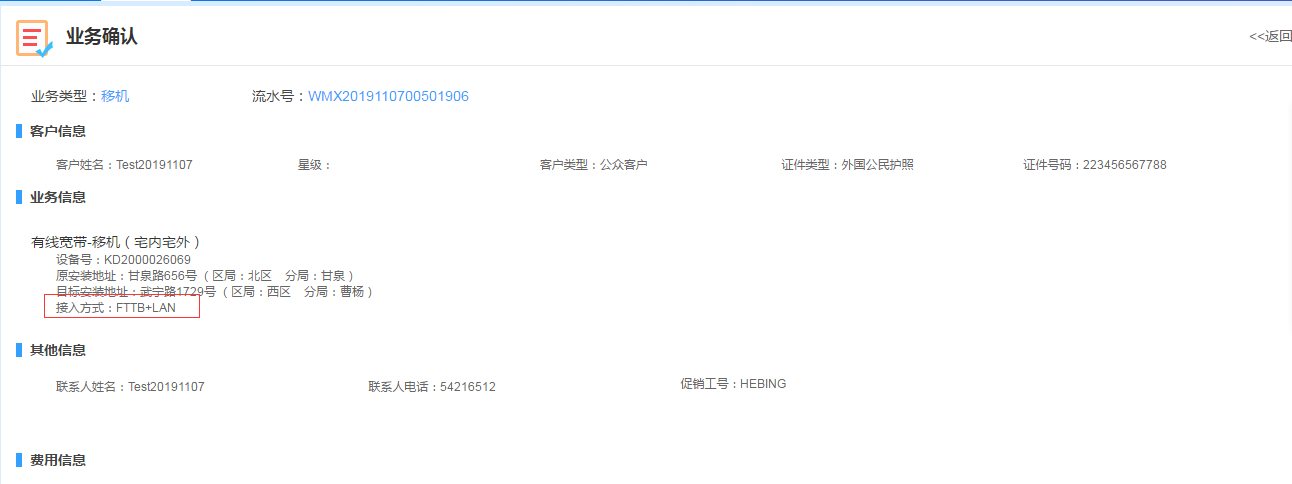 业务确认
<<返回
业务类型：移机 流水号：WMX2019110700501906
客户信息
客户姓名：Test20191107 星级： 客户类型：公众客户 证件类型：外国公民护照 证件号码：223456567788
业务信息
有线宽带-移机（宅内宅外）
设备号：KD2000026069
原安装地址：甘泉路656号（区局：北区 分局：甘泉）
目标安装地址：武宁路1729号（区局：西区 分局：曹杨）
接入方式：FTTB+LAN
其他信息
联系人姓名：Test20191107 联系人电话：54216512 促销工号：HEBING
费用信息